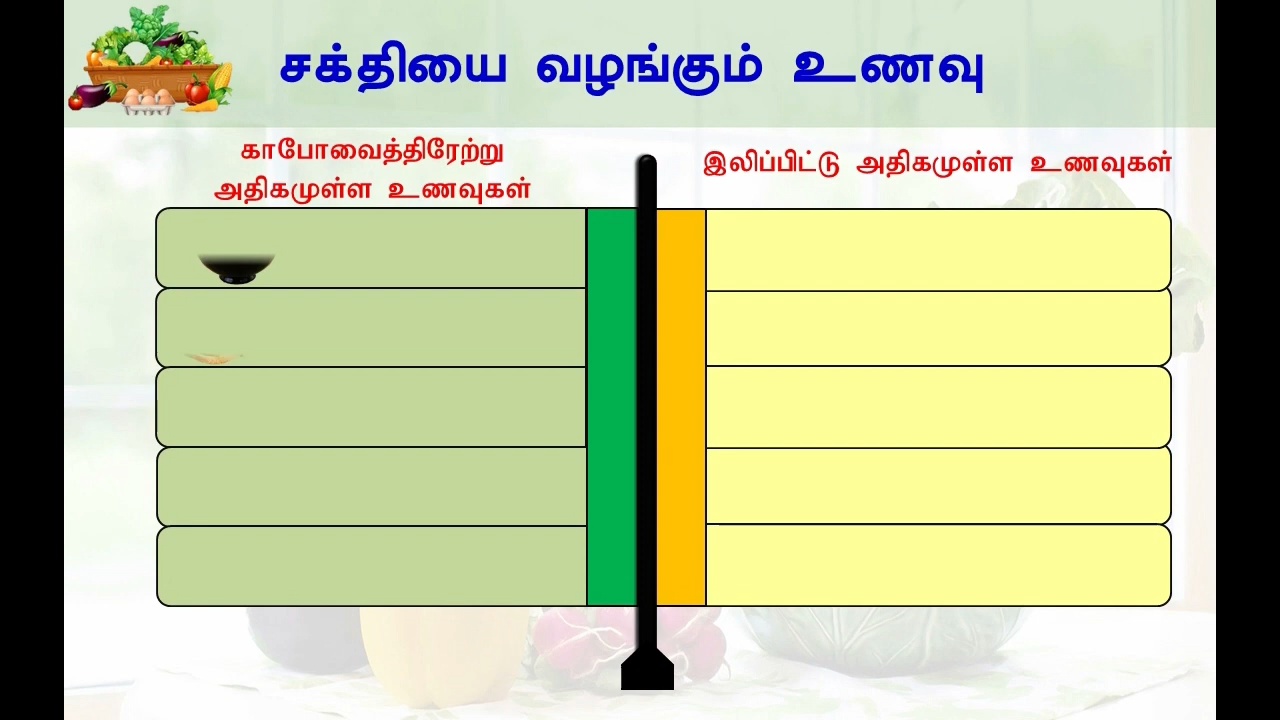 சக்தியை வழங்கும் உணவு
காபோவைத்திரேற்று
அதிகமுள்ள உணவுகள்
இலிப்பிட்டு அதிகமுள்ள உணவுகள்